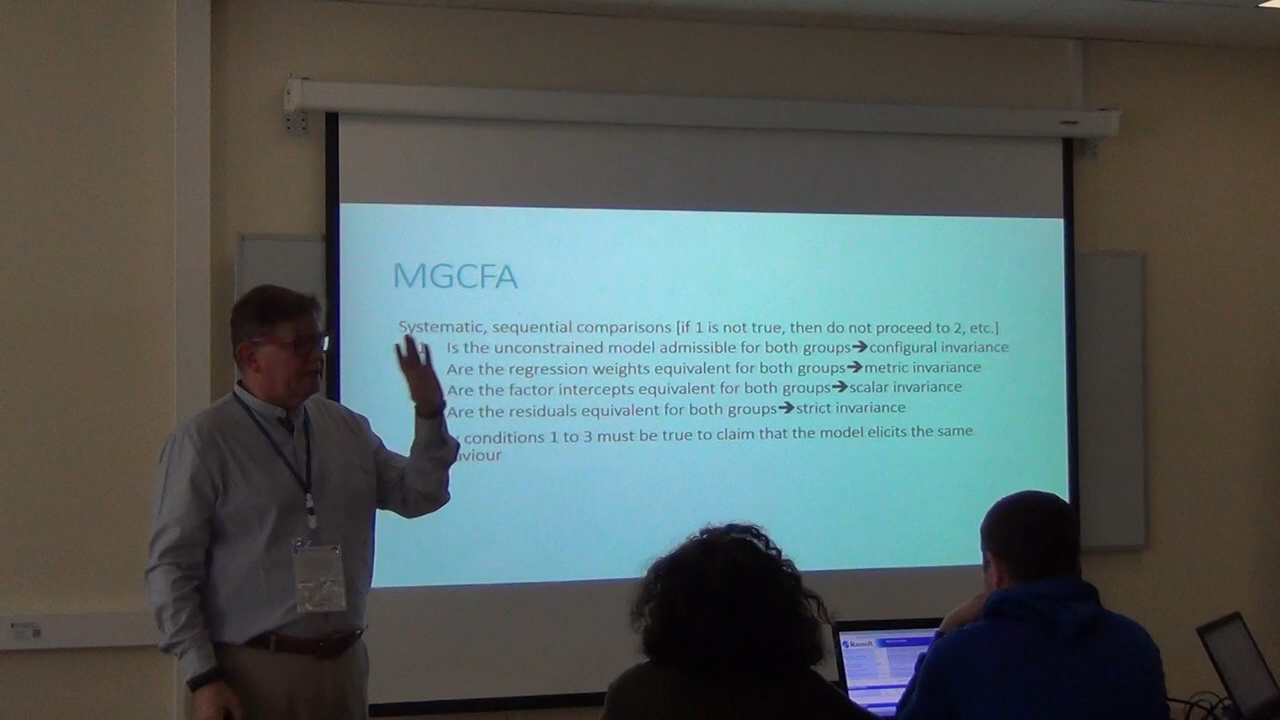 MGCFA
Systematic, sequential comparisons [if 1 is not true, then do not proceed to 2, etc.]
Is the unconstrained model admissible for both groups➔configural invariance
Are the regression weights equivalent for both groups➔metric invariance
Are the factor intercepts equivalent for both groups➔scalar invariance
Are the residuals equivalent for both groups➔strict invariance
conditions 1 to 3 must be true to claim that the model elicits the same
aviour